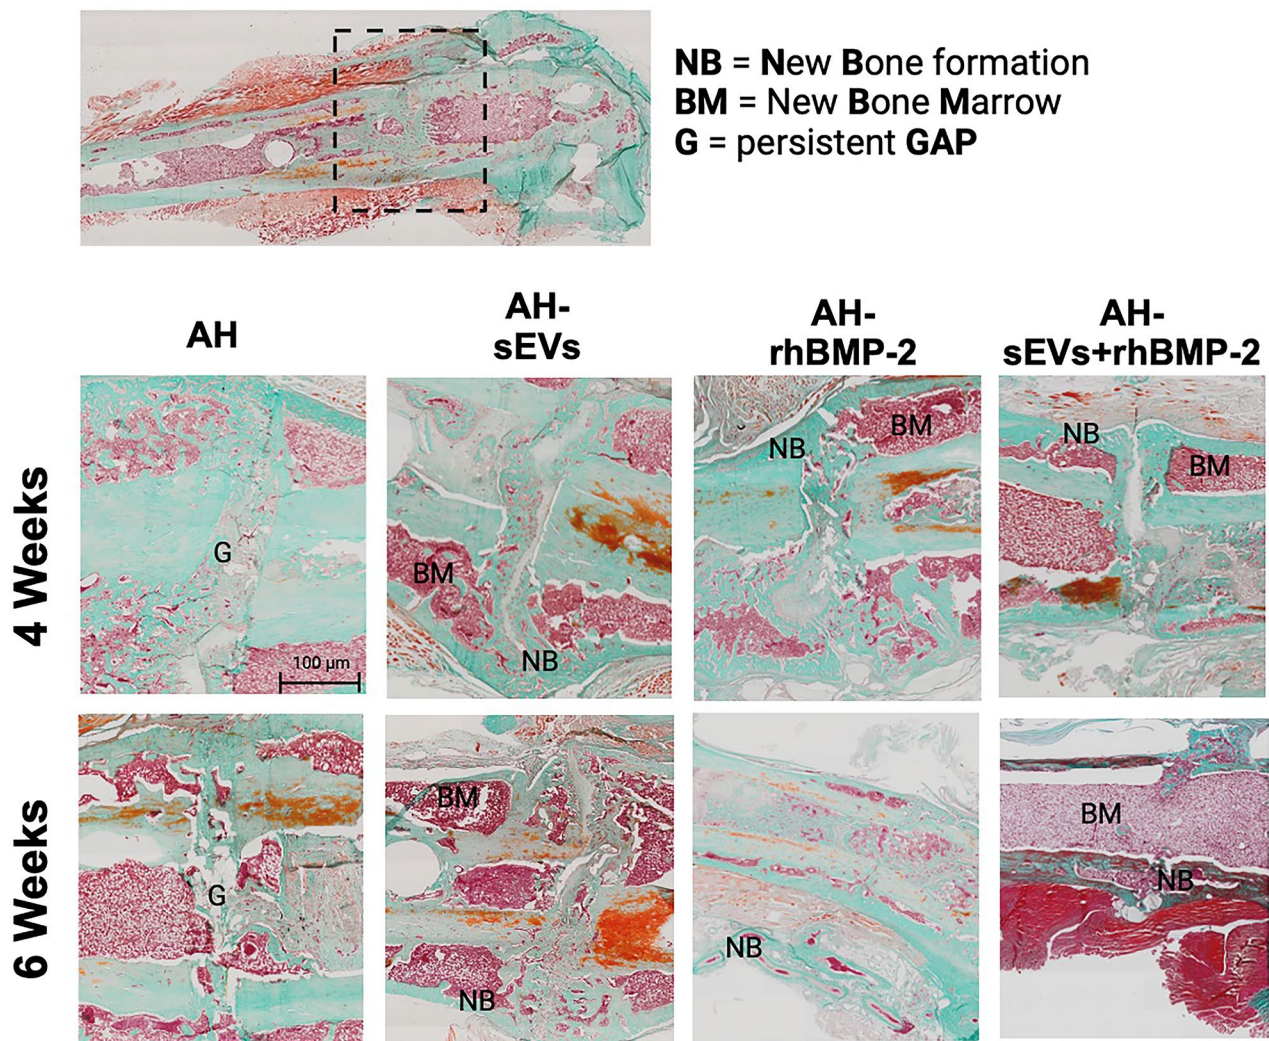 NB = New Bone formation
BM = New Bone Marrow
G = persistent GAP
AH
AH-
sEVs
AH-
rhBMP-2
AH-
sEVs+rhBMP-2
4 Weeks
G
100 µm
BM
NB
NB
BM
NB
BM
6 Weeks
G
BM
NB
NB
BM
NB